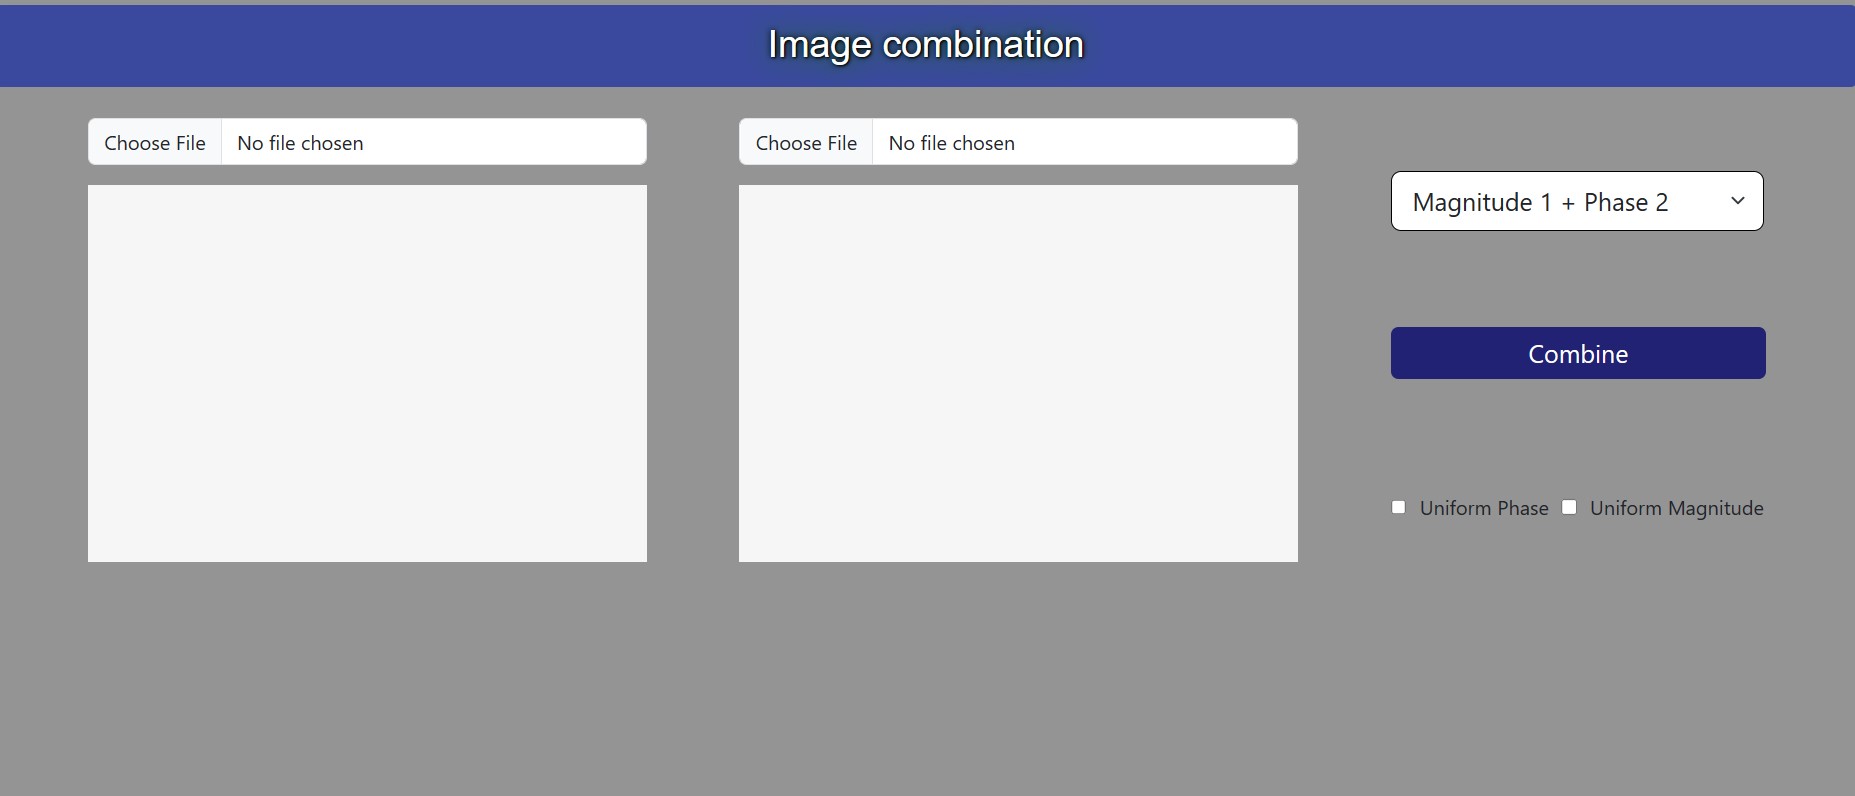 Image combination
Choose File No file chosen
Choose File No file chosen
Magnitude 1 + Phase 2
Combine
Uniform Phase
Uniform Magnitude